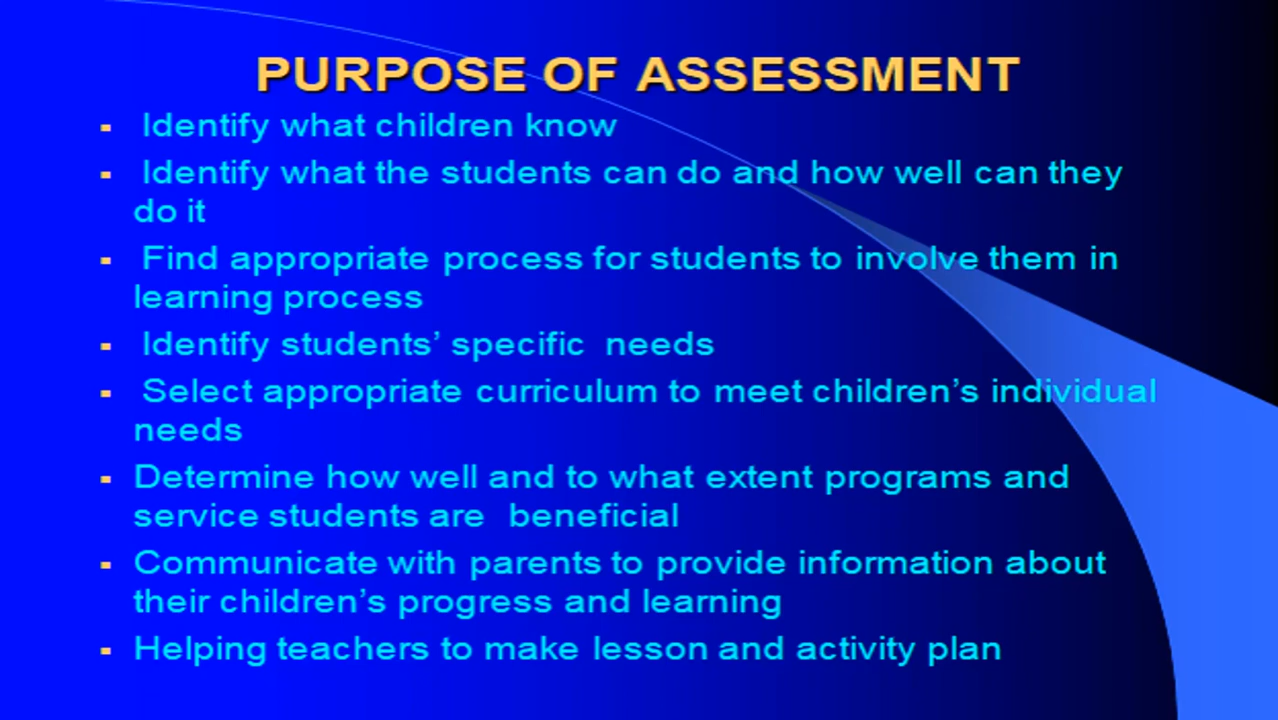 PURPOSE OF ASSESSMENT
▪ Identify what children know
▪ Identify what the students can do and how well can they
do it
▪ Find appropriate process for students to involve them in
learning process
▪ Identify students’ specific needs
▪ Select appropriate curriculum to meet children’s individual
needs
▪ Determine how well and to what extent programs and
service students are beneficial
▪ Communicate with parents to provide information about
their children’s progress and learning
▪ Helping teachers to make lesson and activity plan